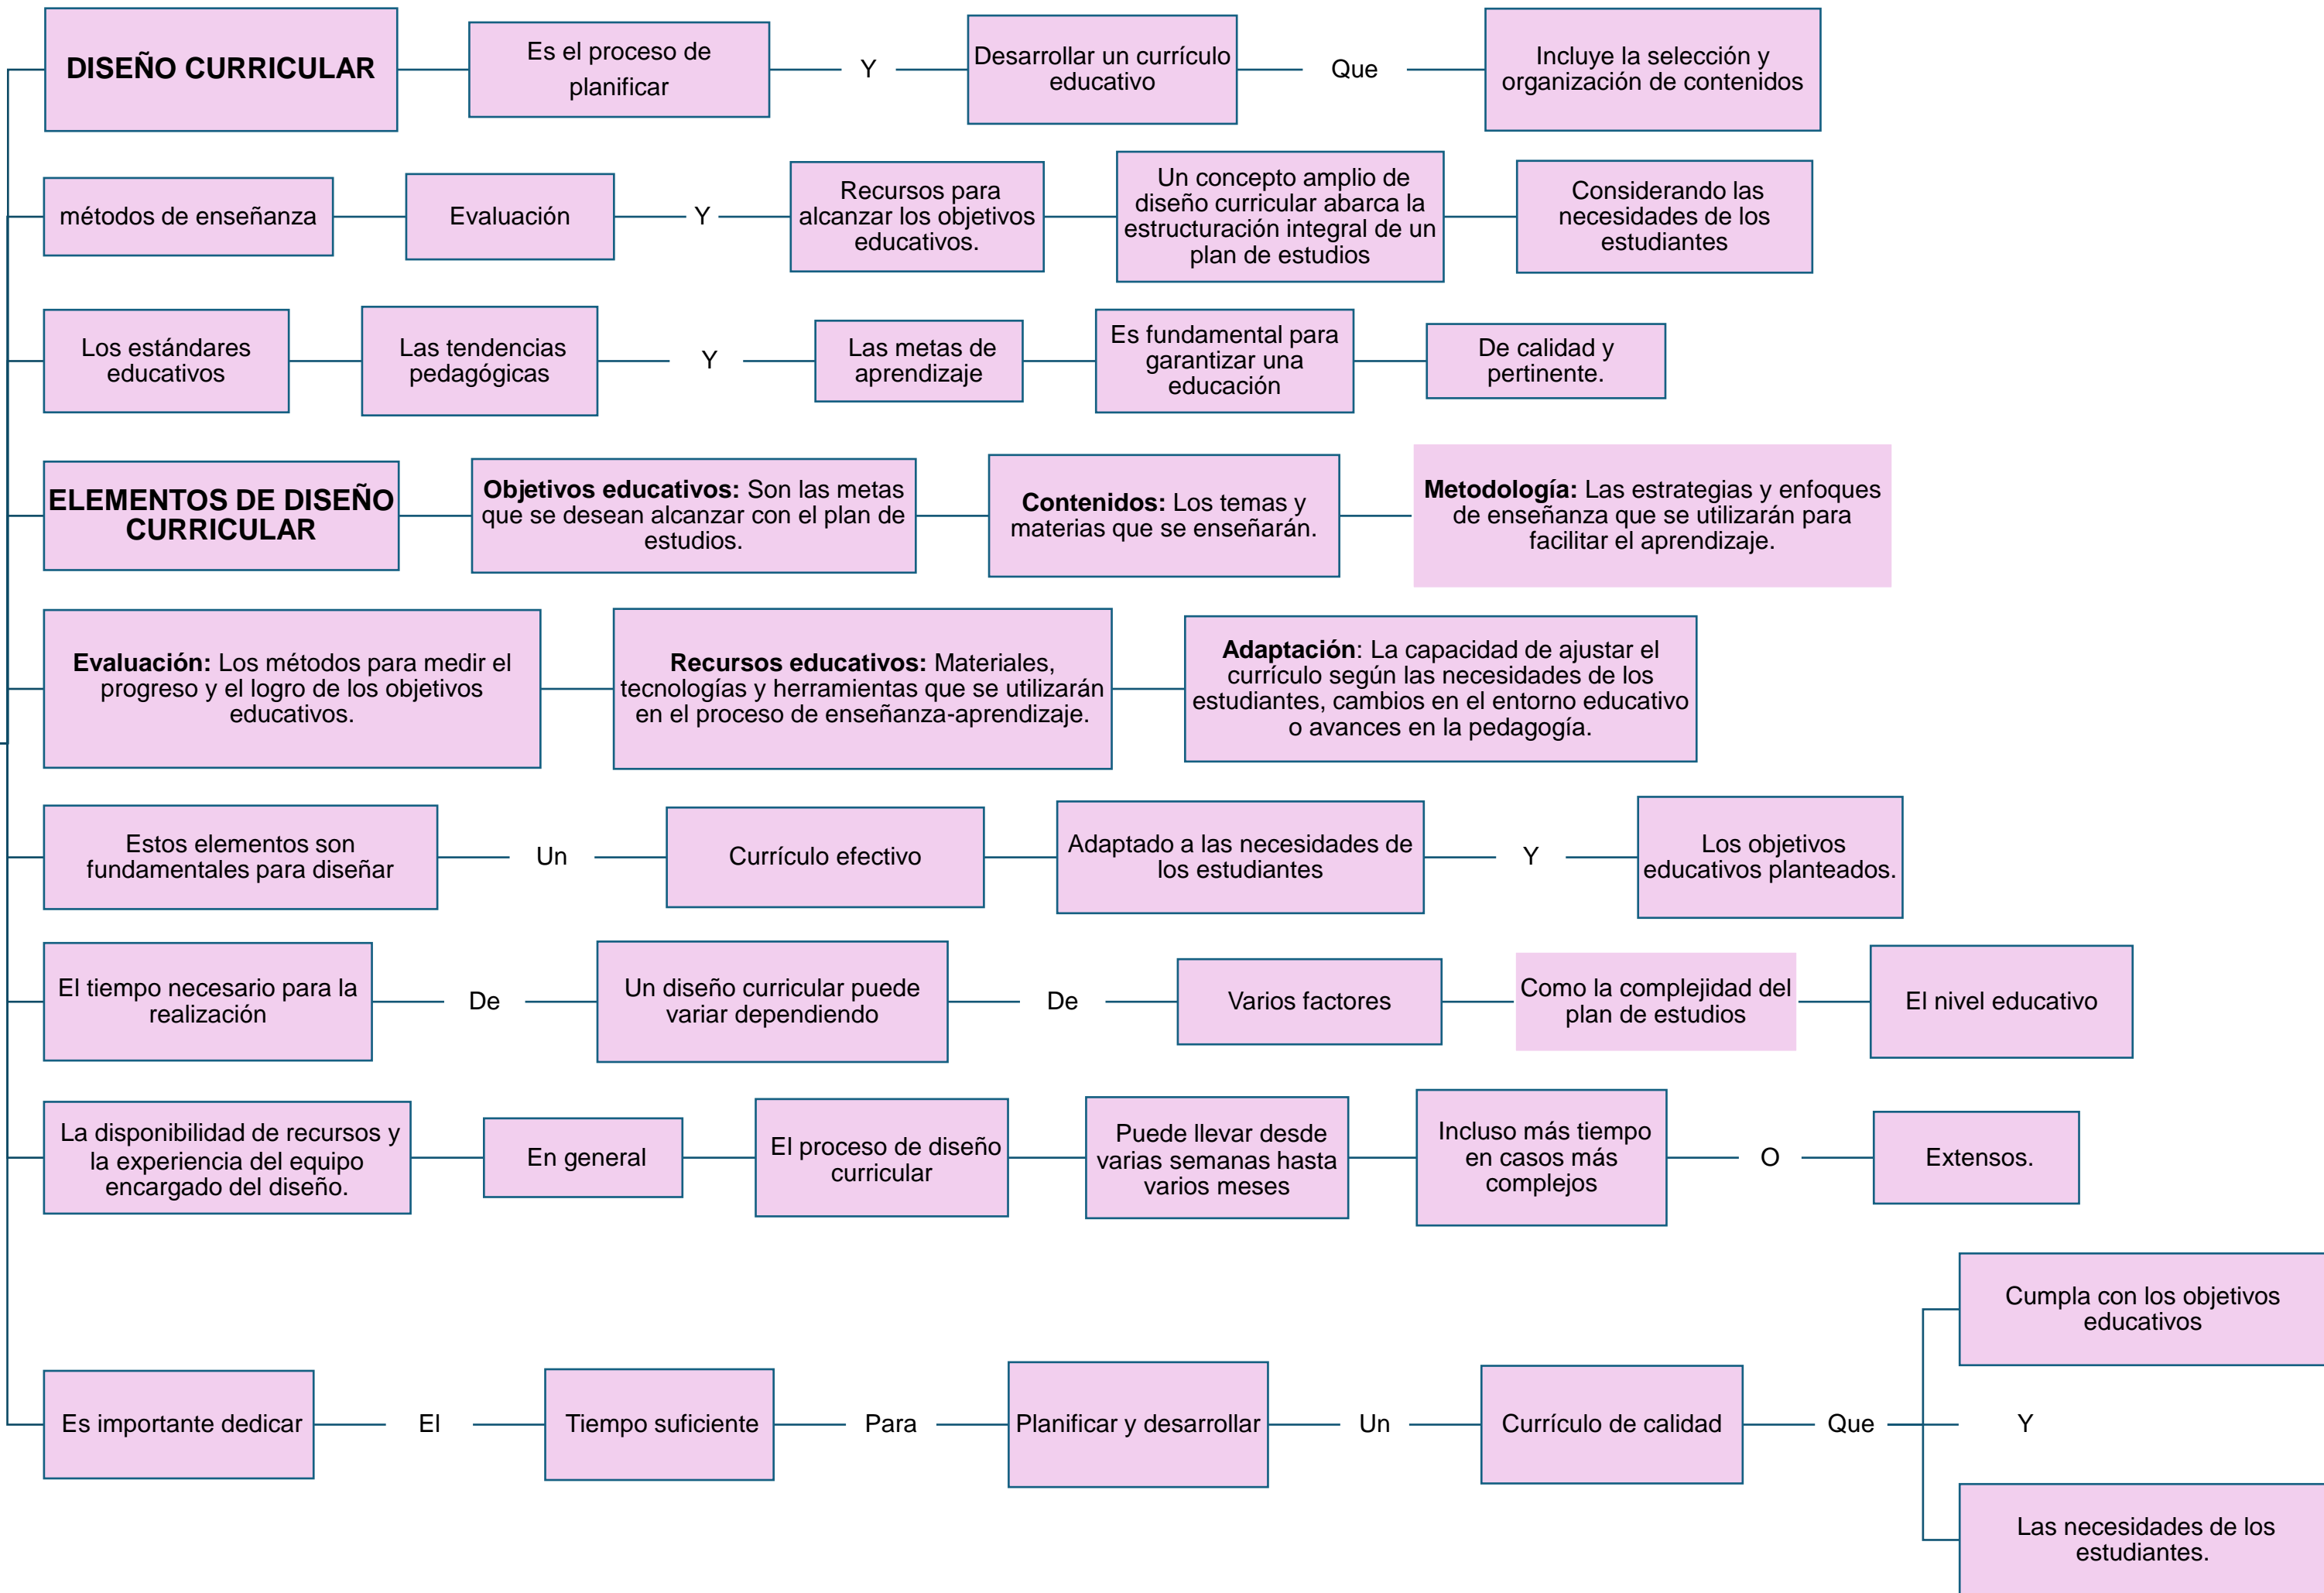 DISEÑO CURRICULAR
Es el proceso de
planificar
Y
Desarrollar un currículo
educativo
Que
Incluye la selección y
organización de contenidos
métodos de enseñanza
Evaluación
Y
Recursos para
alcanzar los objetivos
educativos.
Un concepto amplio de
diseño curricular abarca la
estructuración integral de un
plan de estudios
Considerando las
necesidades de los
estudiantes
Los estándares
educativos
Las tendencias
pedagógicas
Y
Las metas de
aprendizaje
Es fundamental para
garantizar una
educación
De calidad y
pertinente.
ELEMENTOS DE DISEÑO
CURRICULAR
Objetivos educativos: Son las metas
que se desean alcanzar con el plan de
estudios.
Contenidos: Los temas y
materias que se enseñarán.
Metodología: Las estrategias y enfoques
de enseñanza que se utilizarán para
facilitar el aprendizaje.
Evaluación: Los métodos para medir el
progreso y el logro de los objetivos
educativos.
Recursos educativos: Materiales,
tecnologías y herramientas que se utilizarán
en el proceso de enseñanza-aprendizaje.
Adaptación: La capacidad de ajustar el
currículo según las necesidades de los
estudiantes, cambios en el entorno educativo
o avances en la pedagogía.
Estos elementos son
fundamentales para diseñar
Un
Currículo efectivo
Adaptado a las necesidades de
los estudiantes
Y
Los objetivos
educativos planteados.
El tiempo necesario para la
realización
De
Un diseño curricular puede
variar dependiendo
De
Varios factores
Como la complejidad del
plan de estudios
El nivel educativo
La disponibilidad de recursos y
la experiencia del equipo
encargado del diseño.
En general
El proceso de diseño
curricular
Puede llevar desde
varias semanas hasta
varios meses
Incluso más tiempo
en casos más
complejos
O
Extensos.
Es importante dedicar
El
Tiempo suficiente
Para
Planificar y desarrollar
Un
Currículo de calidad
Que
Cumpla con los objetivos
educativos
Y
Las necesidades de los
estudiantes.